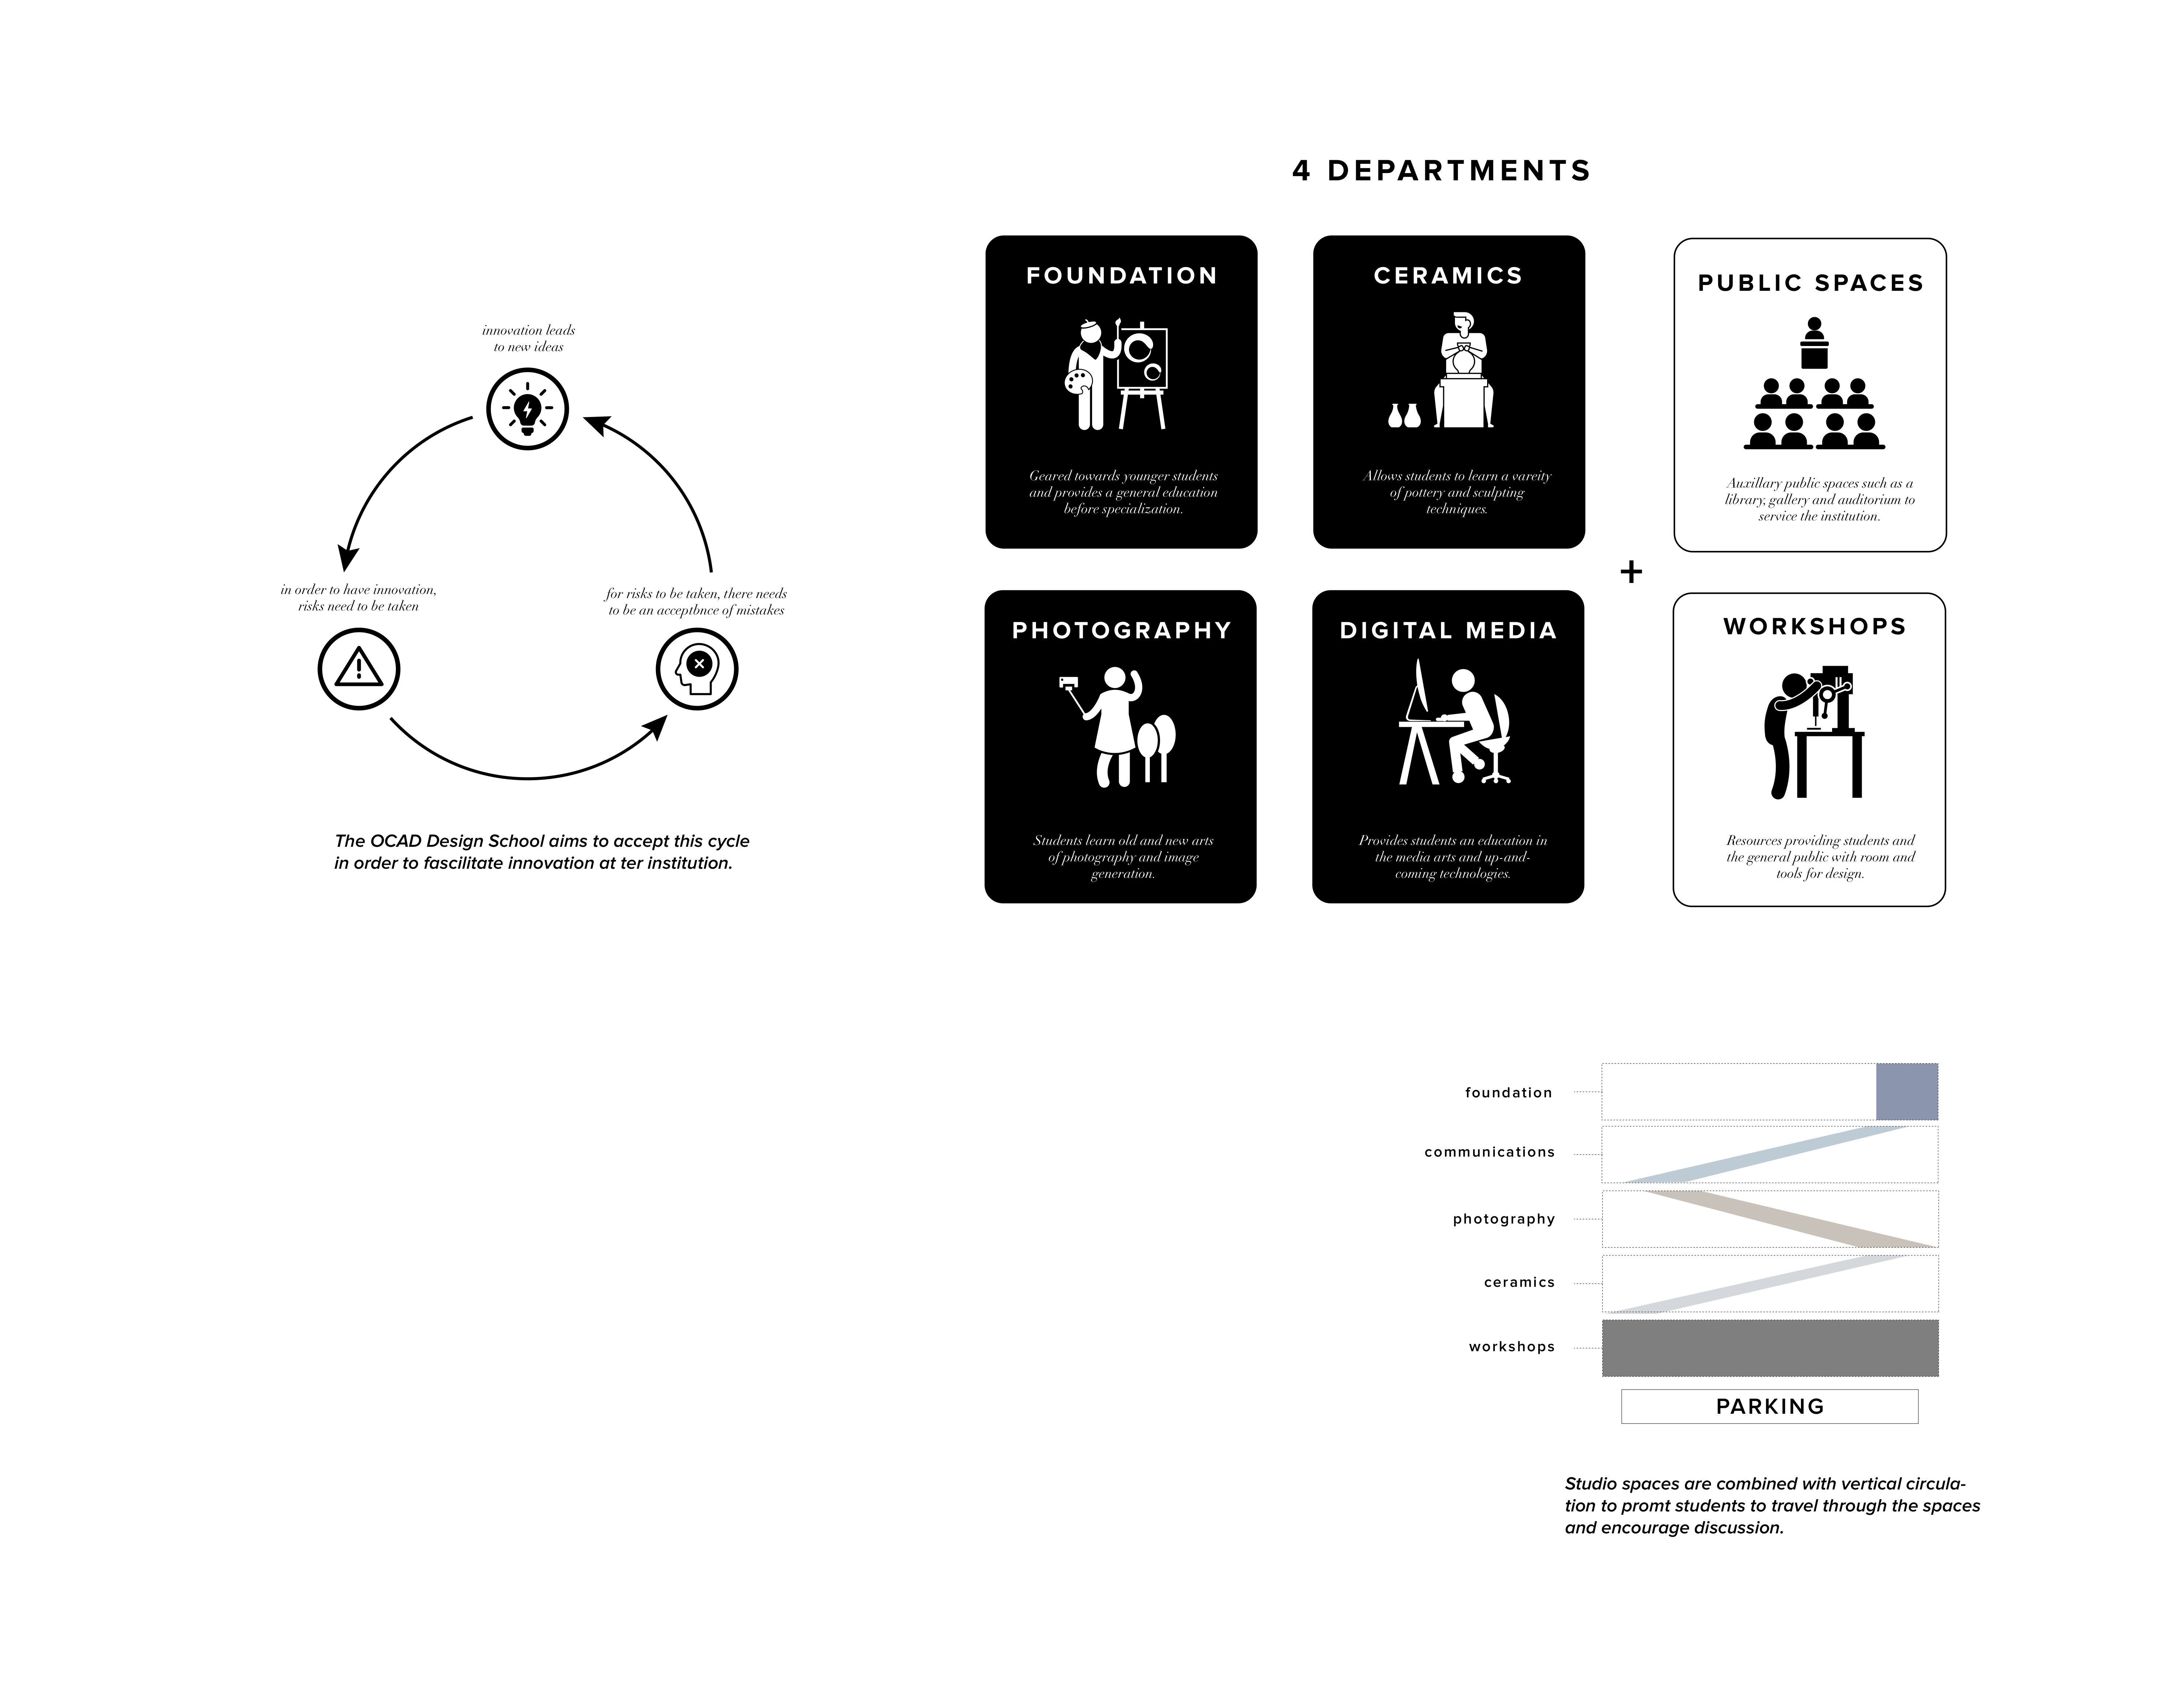 innovation leads
to new ideas
in order to have innovation,
risks need to be taken
for risks to be taken, there needs
to be an acceptbnce of mistakes
The OCAD Design School aims to accept this cycle
in order to fascilitate innovation at ter institution.
4 DEPARTMENTS
FOUNDATION
Geared towards younger students
and provides a general education
before specialization.
CERAMICS
Allows students to learn a vareity
of pottery and sculpting
techniques.
PUBLIC SPACES
Auxillary public spaces such as a
library, gallery and auditorium to
service the institution.
+
PHOTOGRAPHY
Students learn old and new arts
of photography and image
generation.
DIGITAL MEDIA
Provides students an education in
the media arts and up-and-
coming technologies.
WORKSHOPS
Resources providing students and
the general public with room and
tools for design.
foundation
communications
photography
ceramics
workshops
PARKING
Studio spaces are combined with vertical circula-
tion to promt students to travel through the spaces
and encourage discussion.